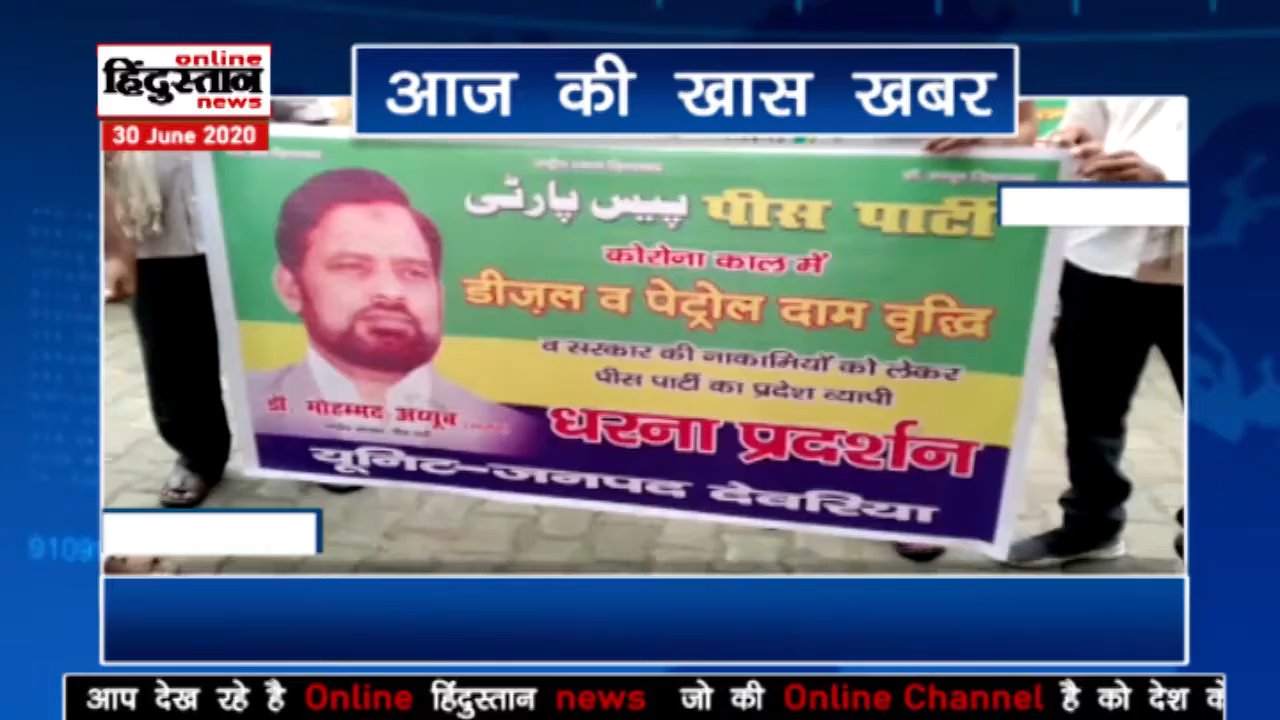 online
हिंदुस्तान
news
30 June 2020
आज की खास खबर
پیس پارٹی पीस पार्टी
कोरोना काल में
डीज़ल व पेट्रोल दाम वृद्धि
व सरकार की नाकामियों को लेकर
पीस पार्टी का प्रदेश व्यापी
धरना प्रदर्शन
डॉ. मोहम्मद अय्यूब
यूनिट-जनपद देवरिया
9109
आप देख रहे है Online हिंदुस्तान news जो की Online Channel है को देश के